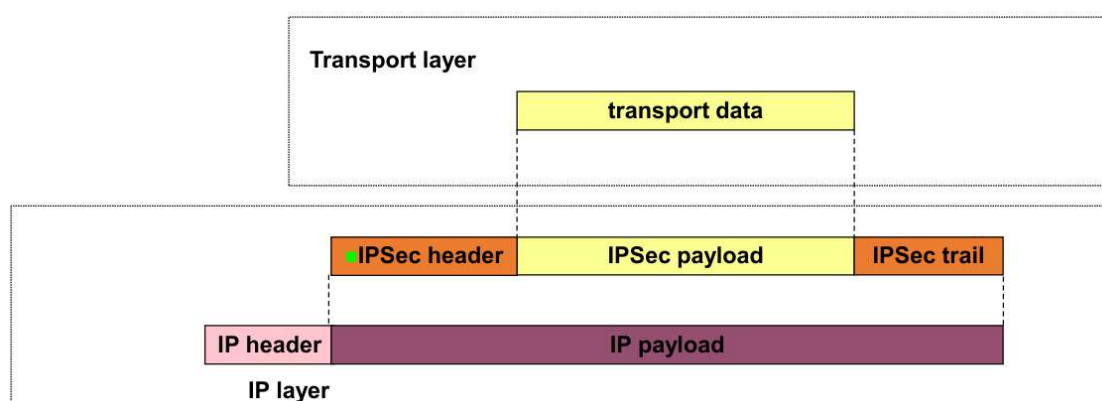 Transport layer
transport data
IPSec header IPSec payload IPSec trail
IP header IP payload
IP layer